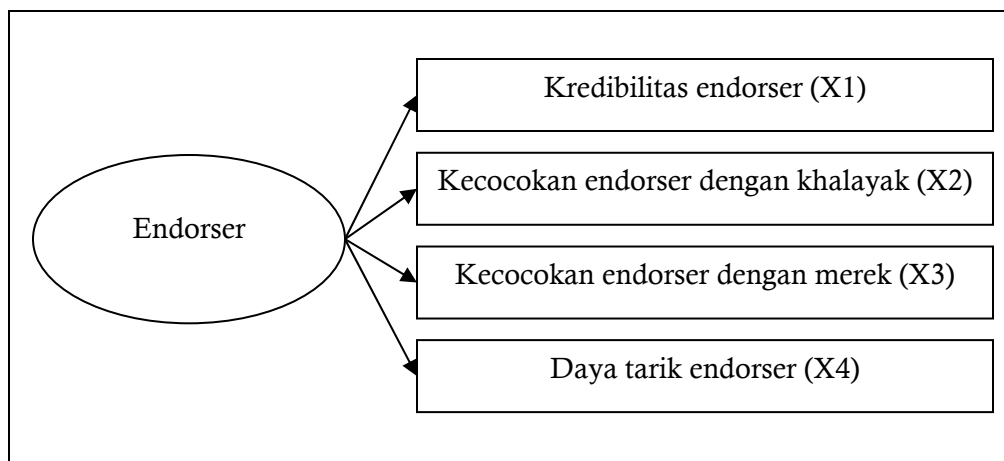 Kredibilitas endorser (X1)
Kecocokan endorser dengan khalayak (X2)
Endorser
Kecocokan endorser dengan merek (X3)
Daya tarik endorser (X4)